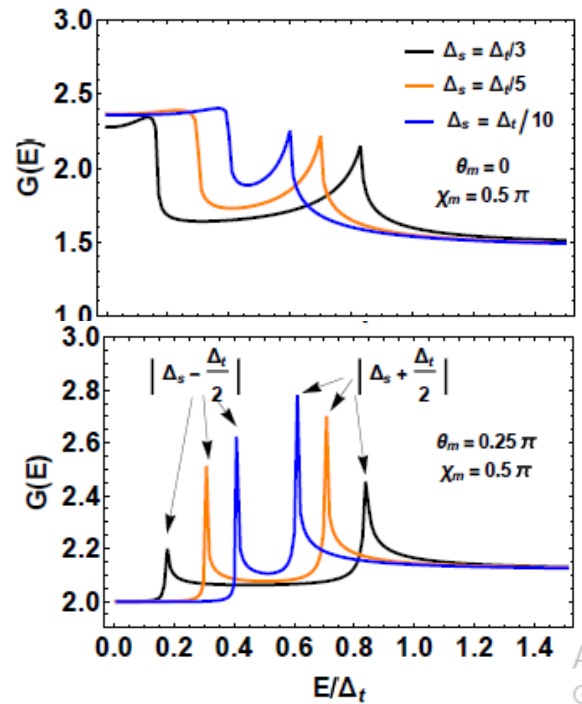 3.0
2.5
2.0
1.5
1.0
G(E)
Δs = Δt/3
Δs = Δt/5
Δs = Δt/10
θm = 0
χm = 0.5 π
3.0
2.8
2.6
2.4
2.2
2.0
G(E)
| Δs − Δt/2 |
| Δs + Δt/2 |
θm = 0.25 π
χm = 0.5 π
0.0 0.2 0.4 0.6 0.8 1.0 1.2 1.4
E/Δt